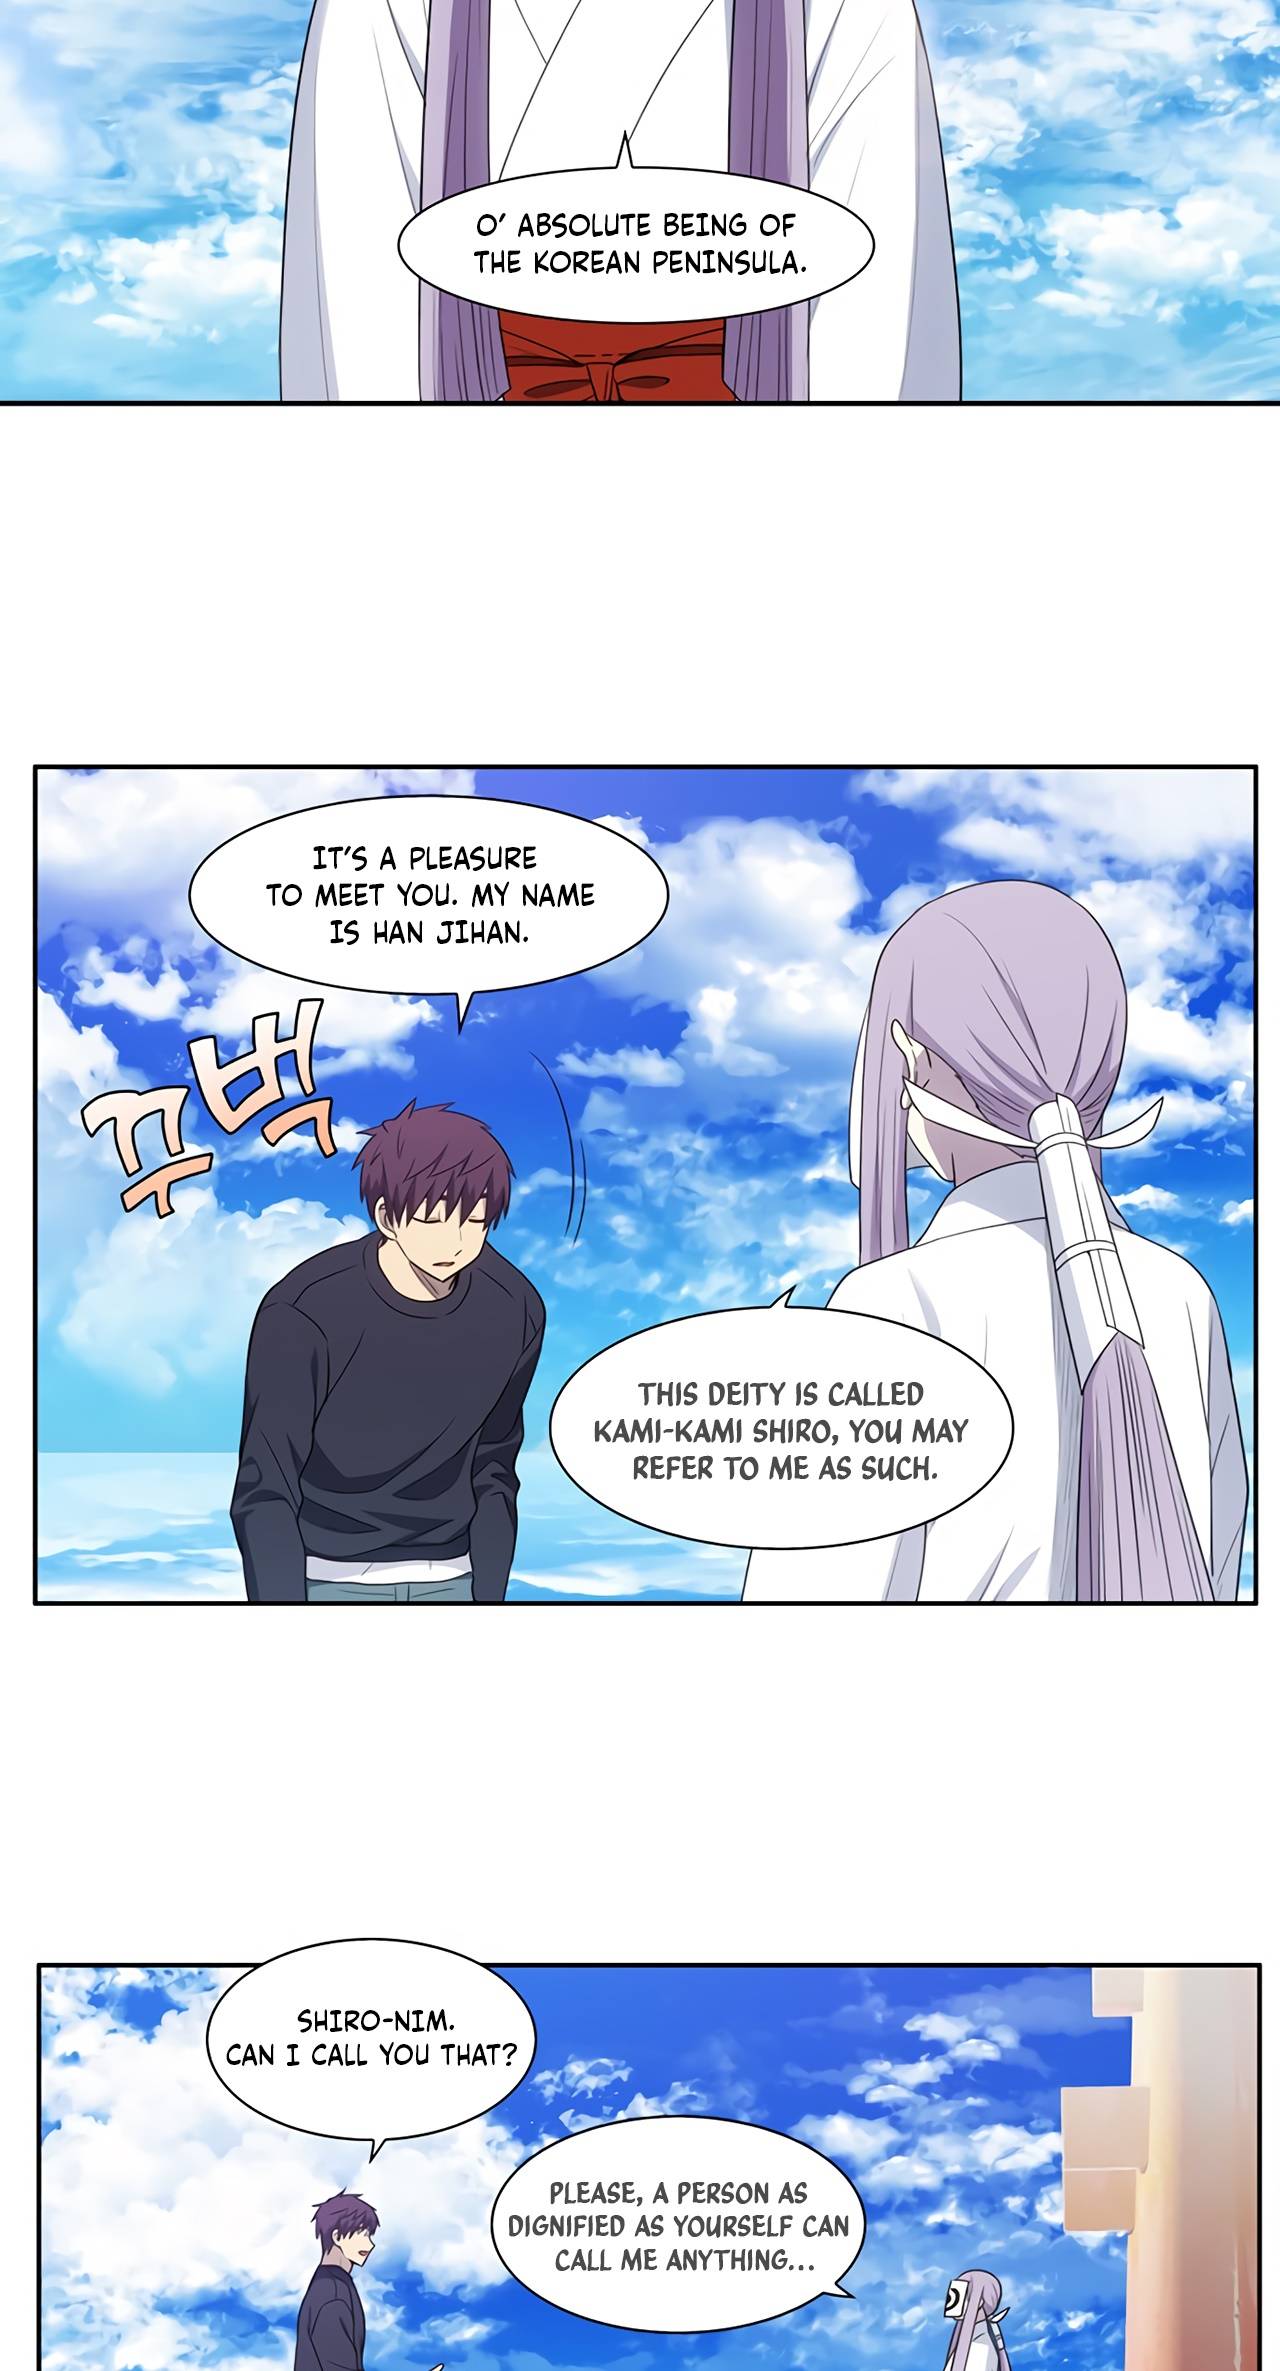 O' ABSOLUTE BEING OF
THE KOREAN PENINSULA.
IT'S A PLEASURE
TO MEET YOU. MY NAME
IS HAN JIHAN.
꾸벅
THIS DEITY IS CALLED
KAMI-KAMI SHIRO, YOU MAY
REFER TO ME AS SUCH.
SHIRO-NIM.
CAN I CALL YOU THAT?
PLEASE, A PERSON AS
DIGNIFIED AS YOURSELF CAN
CALL ME ANYTHING...